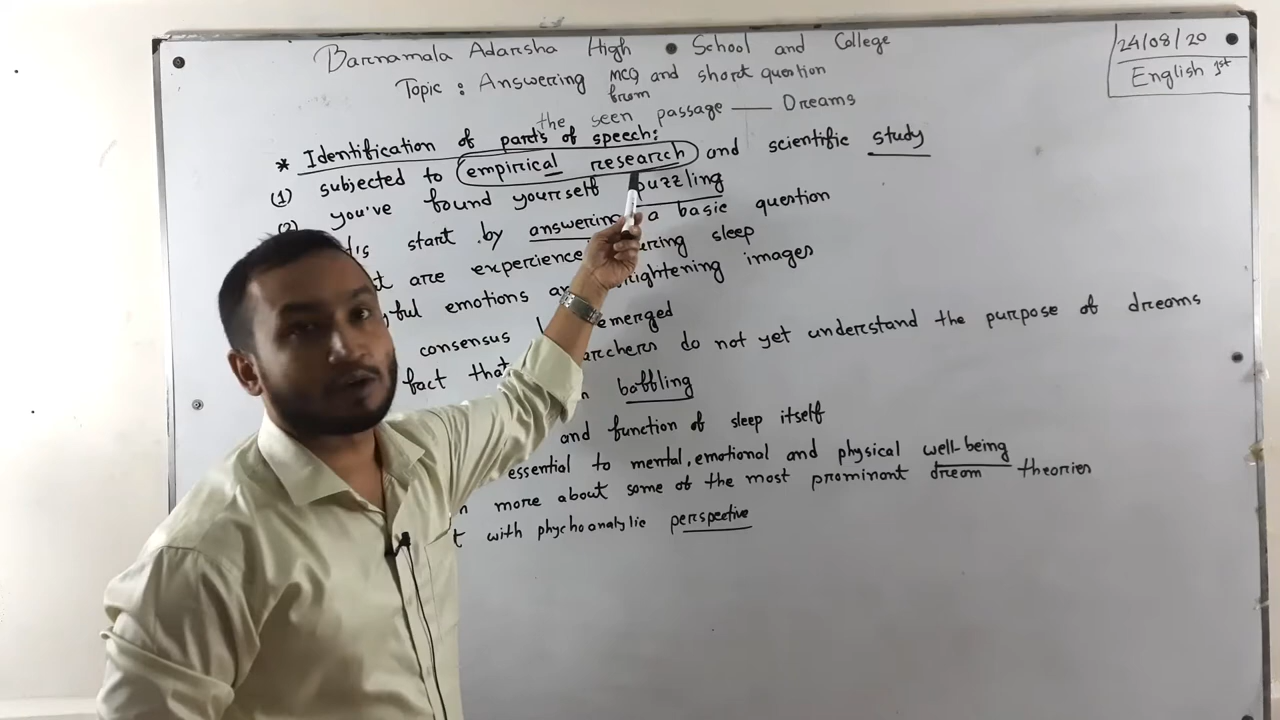 Barnamala Adarsha High School and College
24/08/20
English 1st
Topic: Answering MCQ and short question
from
the seen passage — Dreams
* Identification of parts of speech:
(1) subjected to empirical research and scientific study
(2) you've found yourself puzzling
start by answering a basic question
are experience during sleep
emotions frightening images
consensus emerged
fact that do not yet understand the purpose of dreams
baffling
and function of sleep itself
essential to mental, emotional and physical well-being
more about some of the most prominant dream theories
with phychoanalytic perspective